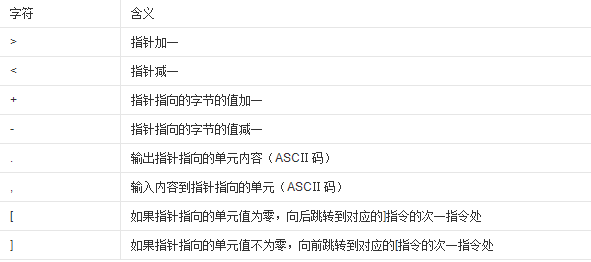 字符 含义
> 指针加一
< 指针减一
+ 指针指向的字节的值加一
- 指针指向的字节的值减一
. 输出指针指向的单元内容（ASCII 码）
, 输入内容到指针指向的单元（ASCII 码）
[ 如果指针指向的单元值为零，向后跳转到对应的]指令的次一指令处
] 如果指针指向的单元值不为零，向前跳转到对应的[指令的次一指令处